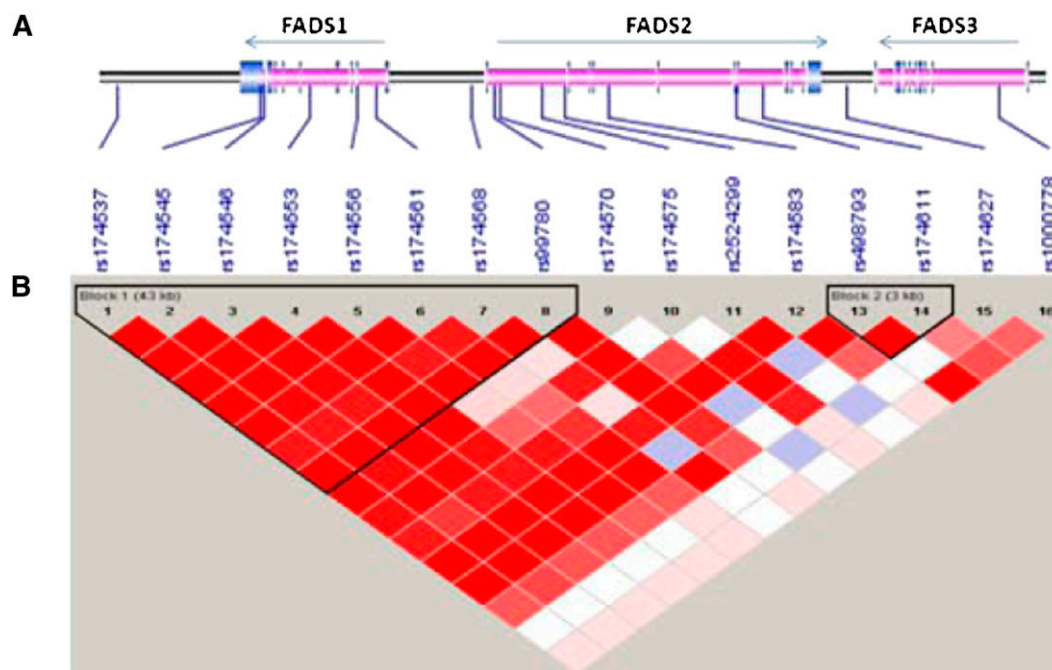 A
FADS1 FADS2 FADS3
rs174537 rs174545 rs174546 rs174553 rs174556 rs174561 rs174568 rs99780 rs174570 rs174575 rs2524299 rs174583 rs498793 rs174611 rs174627 rs1000778
B
Block 1 (43 kb) Block 2 (3 kb)
1 2 3 4 5 6 7 8 9 10 11 12 13 14 15 16